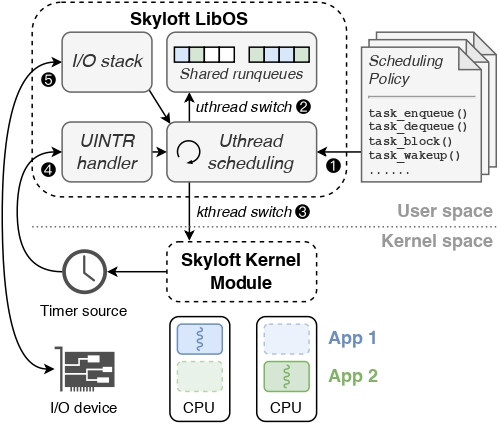 Skyloft LibOS
I/O stack
Shared runqueues
Scheduling
Policy
task_enqueue()
task_dequeue()
task_block()
task_wakeup()
......
❺
uthread switch ❷
UINTR
handler
Uthread
scheduling
❶
❹
kthread switch ❸
User space
Kernel space
Skyloft Kernel
Module
Timer source
App 1
App 2
I/O device
CPU
CPU